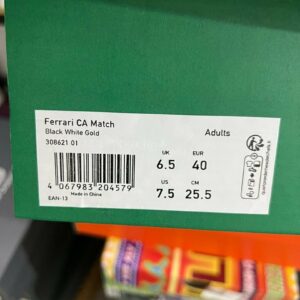 Ferrari CA Match
Black White Gold
308621 01
Adults
UK EUR
6.5 40
US CM
7.5 25.5
4 067983 204579
EAN-13 Made in China